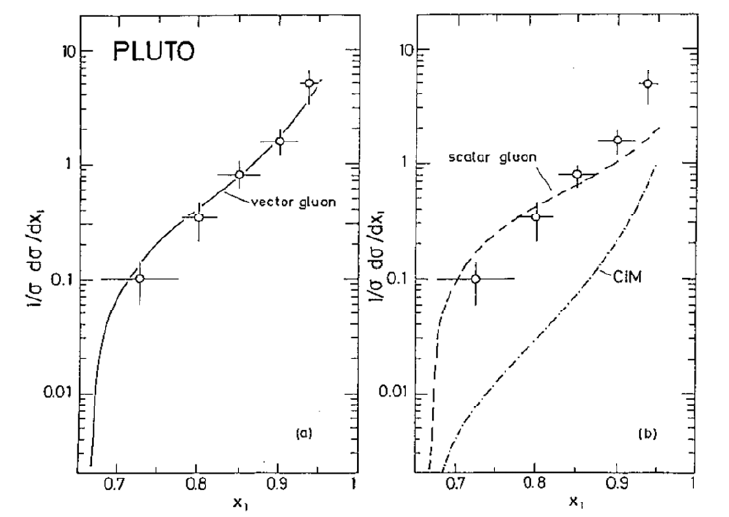 PLUTO
10
1
0.1
0.01
1/σ dσ/dx₁
vector gluon
(a)
0.7 0.8 0.9 1
x₁
10
1
0.1
0.01
1/σ dσ/dx₁
scalar gluon
CIM
(b)
0.7 0.8 0.9 1
x₁